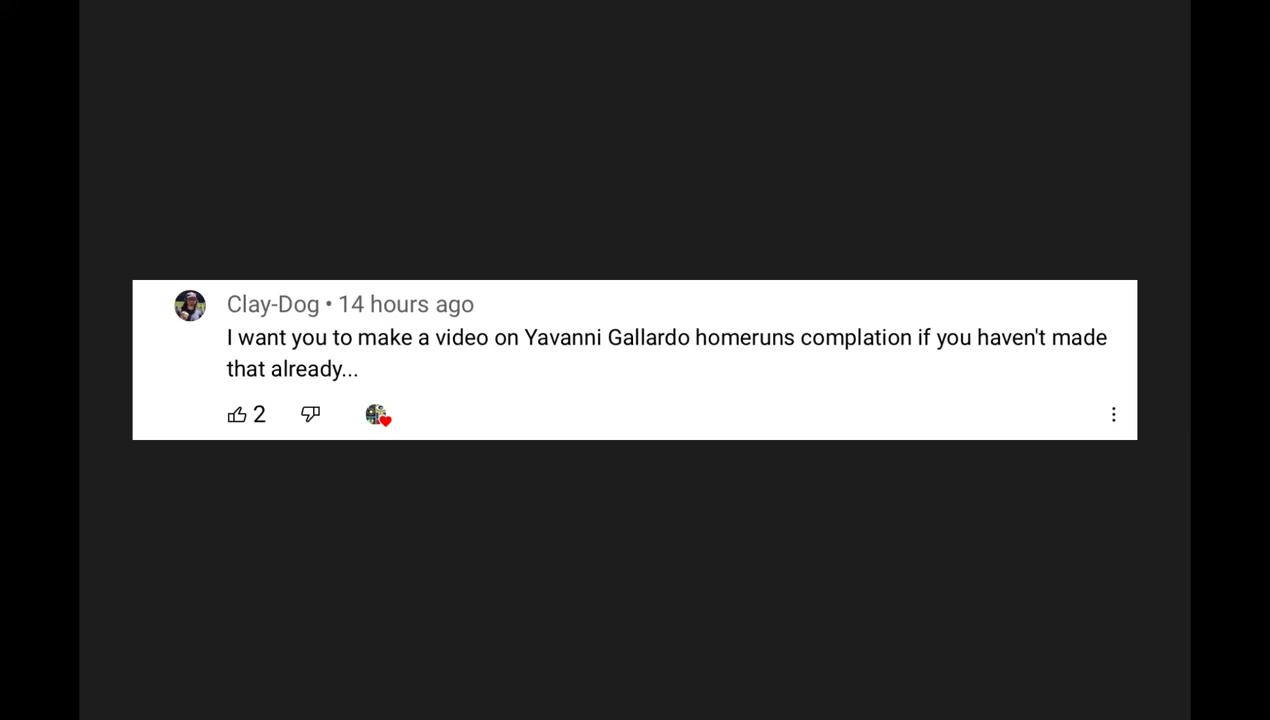 Clay-Dog • 14 hours ago
I want you to make a video on Yavanni Gallardo homeruns complation if you haven't made
that already...
2